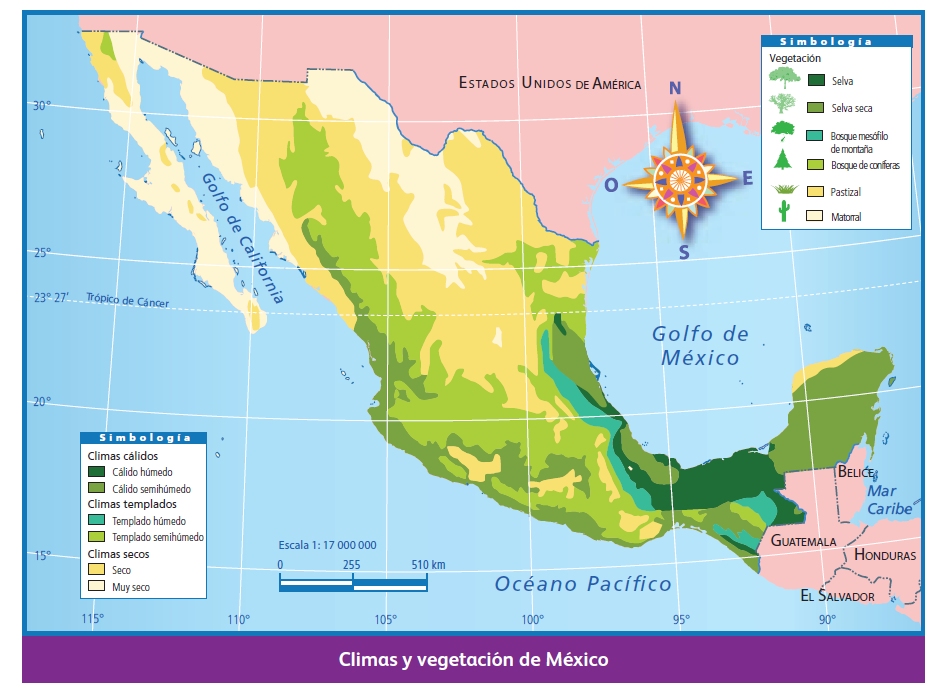 Simbología
Vegetación
Selva
Selva seca
Bosque mesófilo
de montaña
Bosque de coníferas
Pastizal
Matorral
ESTADOS UNIDOS DE AMÉRICA
N
O
E
S
30°
25°
23° 27′
20°
15°
Trópico de Cáncer
Golfo de California
Golfo de
México
BELICE
Mar
Caribe
GUATEMALA
HONDURAS
EL SALVADOR
Océano Pacífico
Simbología
Climas cálidos
Cálido húmedo
Cálido semihúmedo
Climas templados
Templado húmedo
Templado semihúmedo
Climas secos
Seco
Muy seco
Escala 1: 17 000 000
0 255 510 km
115° 110° 105° 100° 95° 90°
Climas y vegetación de México